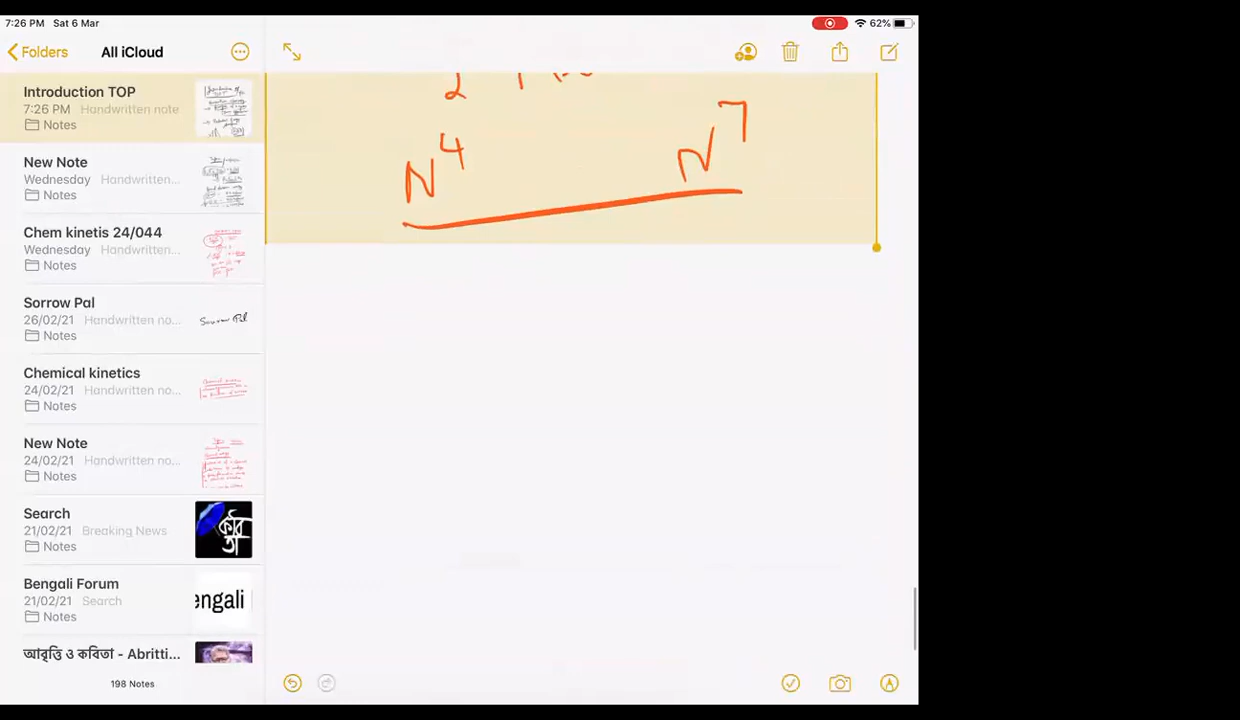 7:26 PM Sat 6 Mar
62%
Folders
All iCloud
Introduction TOP
7:26 PM Handwritten note
Notes
New Note
Wednesday Handwritten...
Notes
Chem kinetis 24/044
Wednesday Handwritten...
Notes
Sorrow Pal
26/02/21 Handwritten no...
Notes
Chemical kinetics
24/02/21 Handwritten no...
Notes
New Note
24/02/21 Handwritten no...
Notes
Search
21/02/21 Breaking News
Notes
কবিতা
Bengali Forum
21/02/21 Search
Notes
engali
আবৃত্তি ও কবিতা - Abritti...
198 Notes
N⁴ N⁷